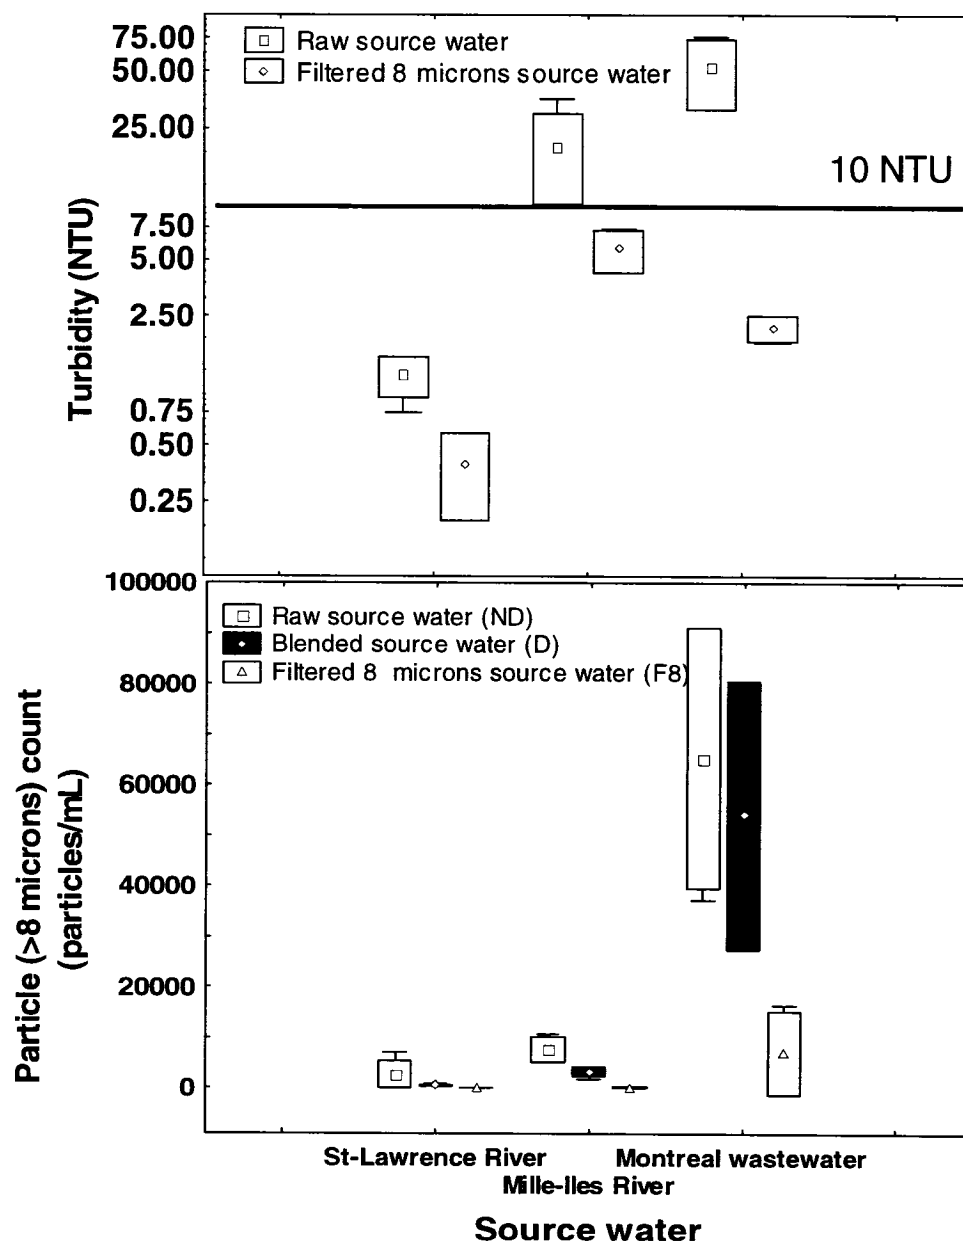 75.00
50.00
25.00
7.50
5.00
2.50
0.75
0.50
0.25
Turbidity (NTU)
Raw source water
Filtered 8 microns source water
10 NTU
100000
80000
60000
40000
20000
0
Particle (>8 microns) count
(particles/mL)
Raw source water (ND)
Blended source water (D)
Filtered 8 microns source water (F8)
St-Lawrence River
Mille-Iles River
Montreal wastewater
Source water